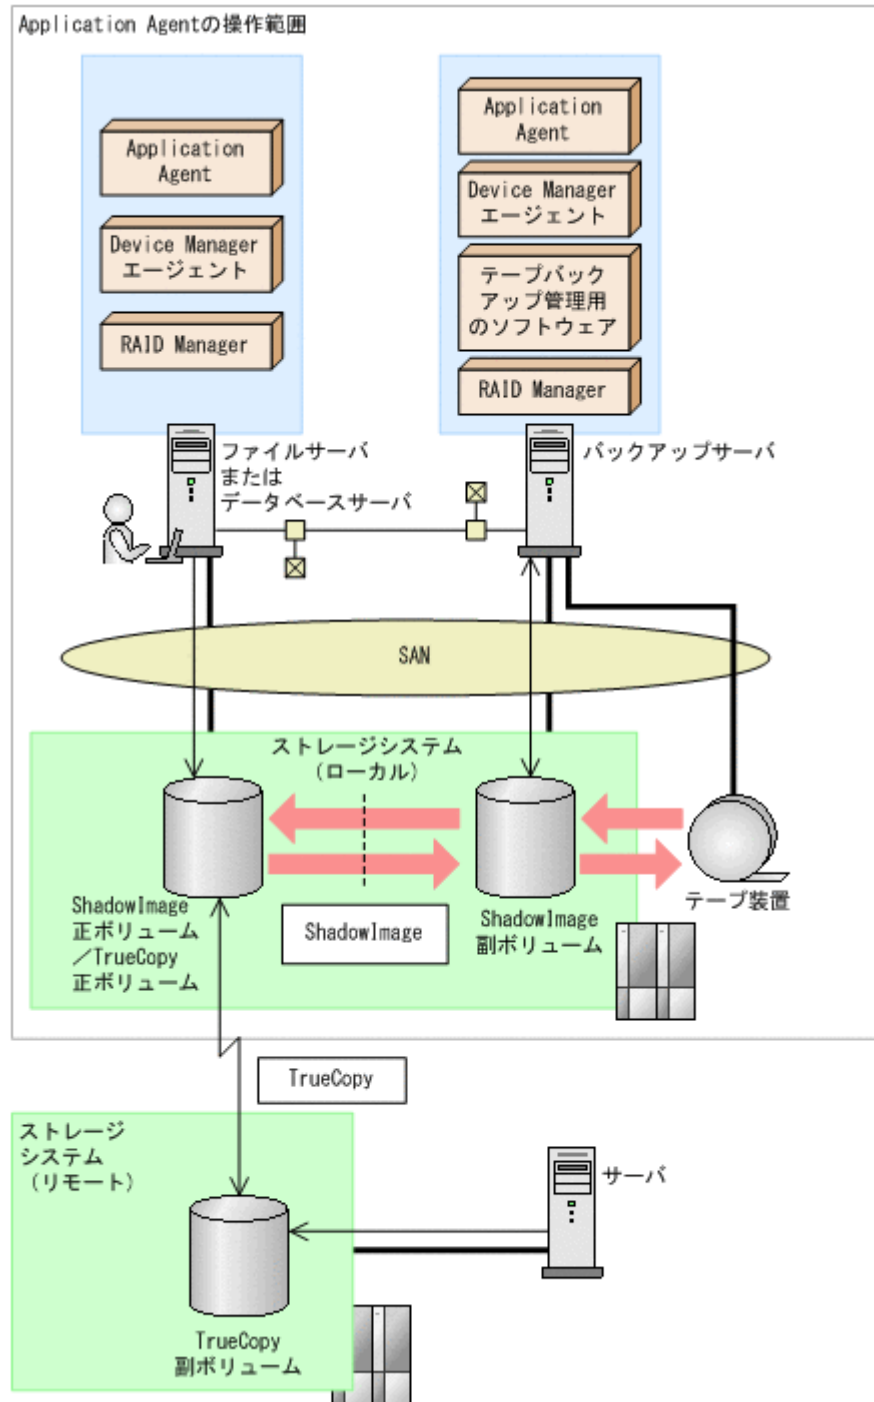 Application Agentの操作範囲
Application
Agent
Device Manager
エージェント
RAID Manager
Application
Agent
Device Manager
エージェント
テープバック
アップ管理用
のソフトウェア
RAID Manager
ファイルサーバ
または
データベースサーバ
バックアップサーバ
SAN
ストレージシステム
(ローカル)
ShadowImage
正ボリューム
／TrueCopy
正ボリューム
ShadowImage
ShadowImage
副ボリューム
テープ装置
TrueCopy
ストレージ
システム
(リモート)
サーバ
TrueCopy
副ボリューム